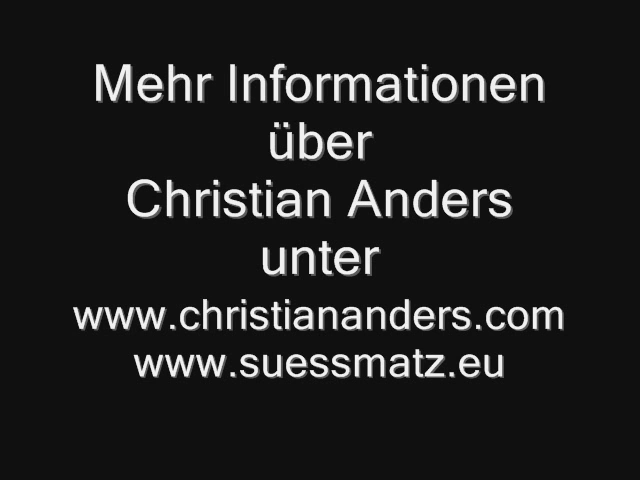 Mehr Informationen
über
Christian Anders
unter
www.christiananders.com
www.suessmatz.eu